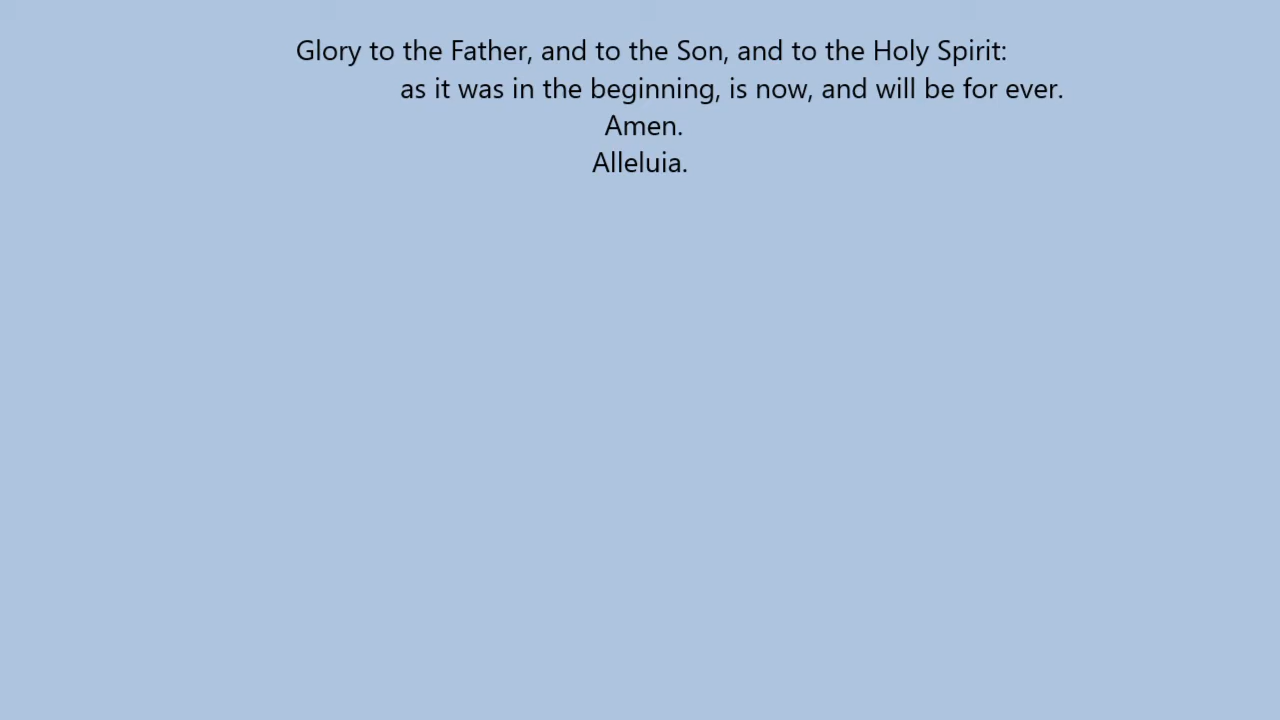 Glory to the Father, and to the Son, and to the Holy Spirit:
as it was in the beginning, is now, and will be for ever.
Amen.
Alleluia.